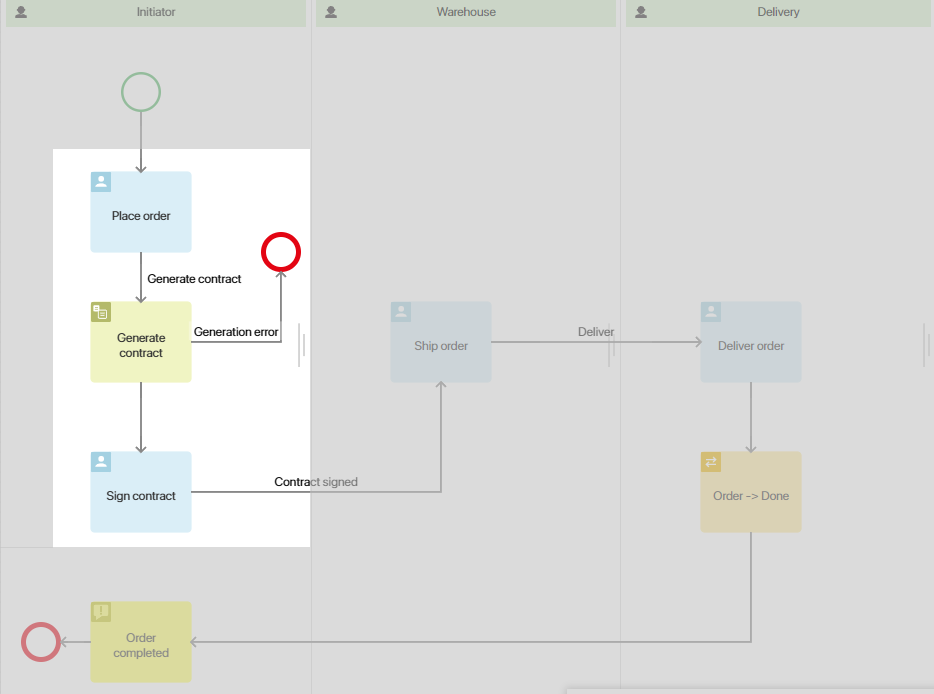 Initiator
Warehouse
Delivery
Place order
Generate contract
Generate
contract
Generation error
Ship order
Deliver
Deliver order
Sign contract
Contract signed
Order -> Done
Order
completed